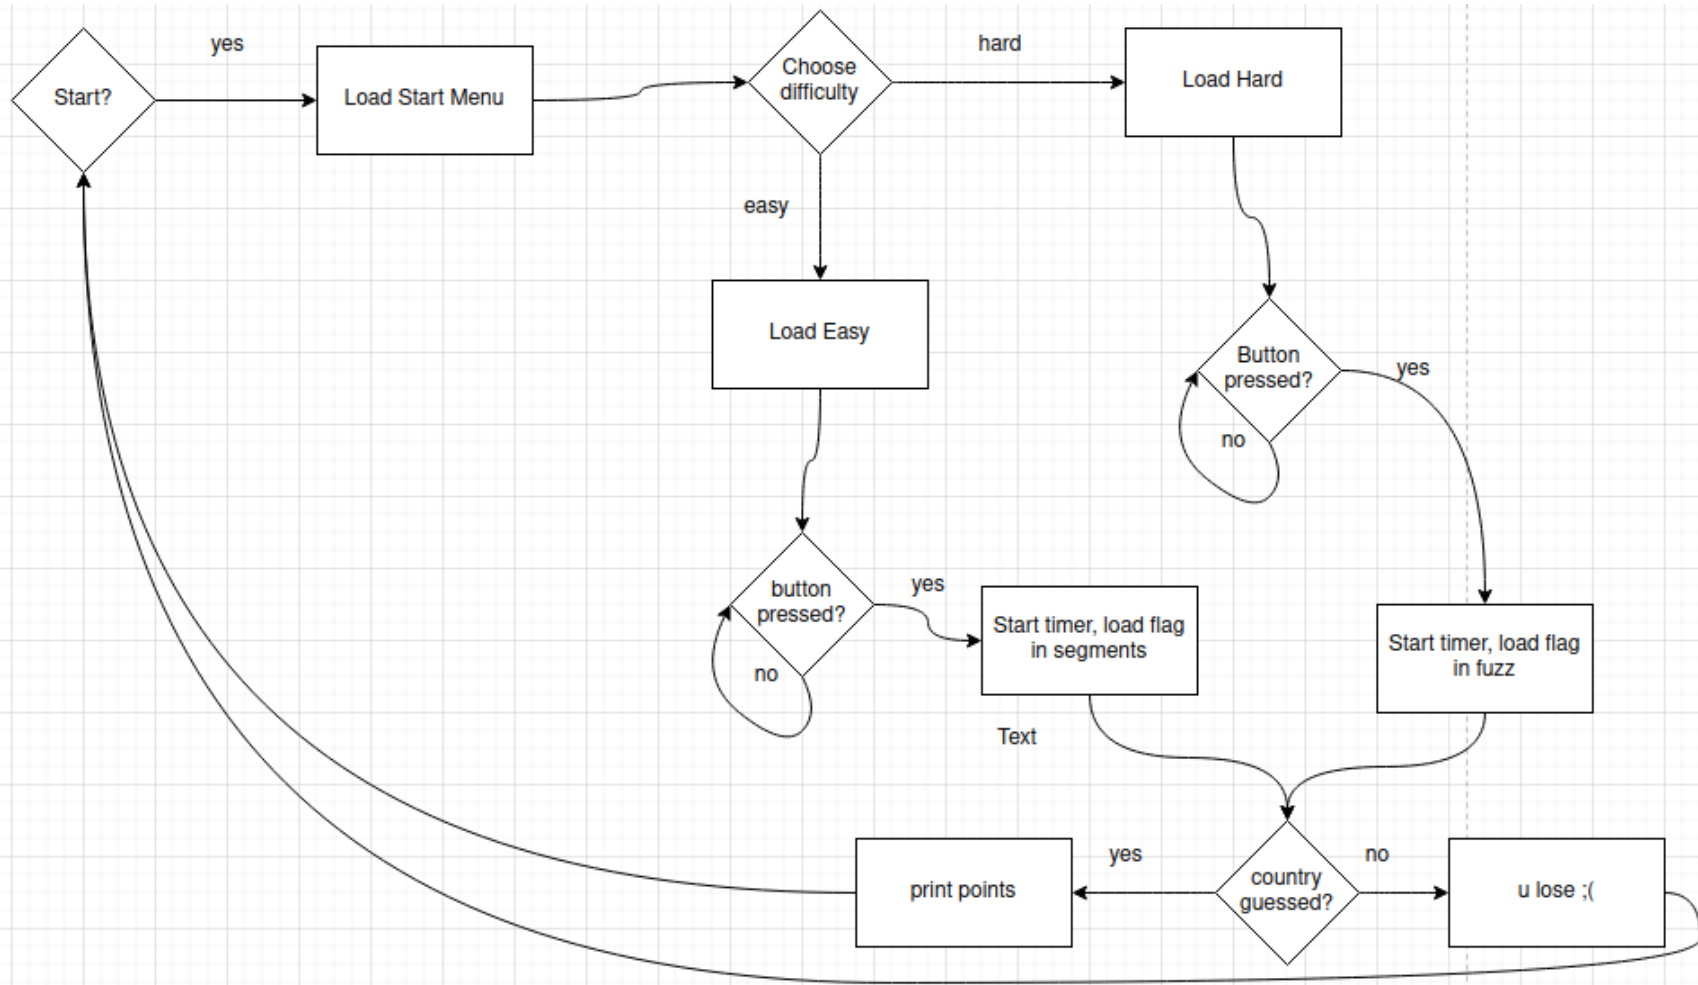 Start?
yes
Load Start Menu
Choose
difficulty
hard
Load Hard
easy
Load Easy
Button
pressed?
yes
no
button
pressed?
yes
no
Start timer, load flag
in segments
Start timer, load flag
in fuzz
Text
print points
yes
country
guessed?
no
u lose ;(